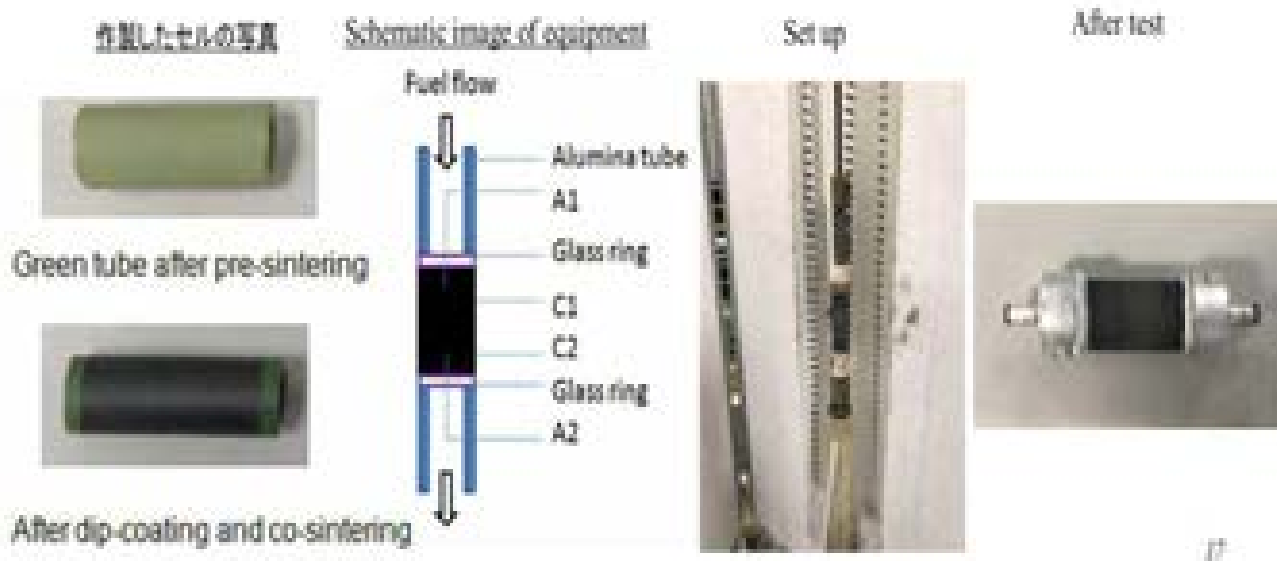 作製したセルの写真
Schematic image of equipment
Set up
After test
Fuel flow
Alumina tube
A1
Glass ring
C1
C2
Glass ring
A2
Green tube after pre-sintering
After dip-coating and co-sintering
17